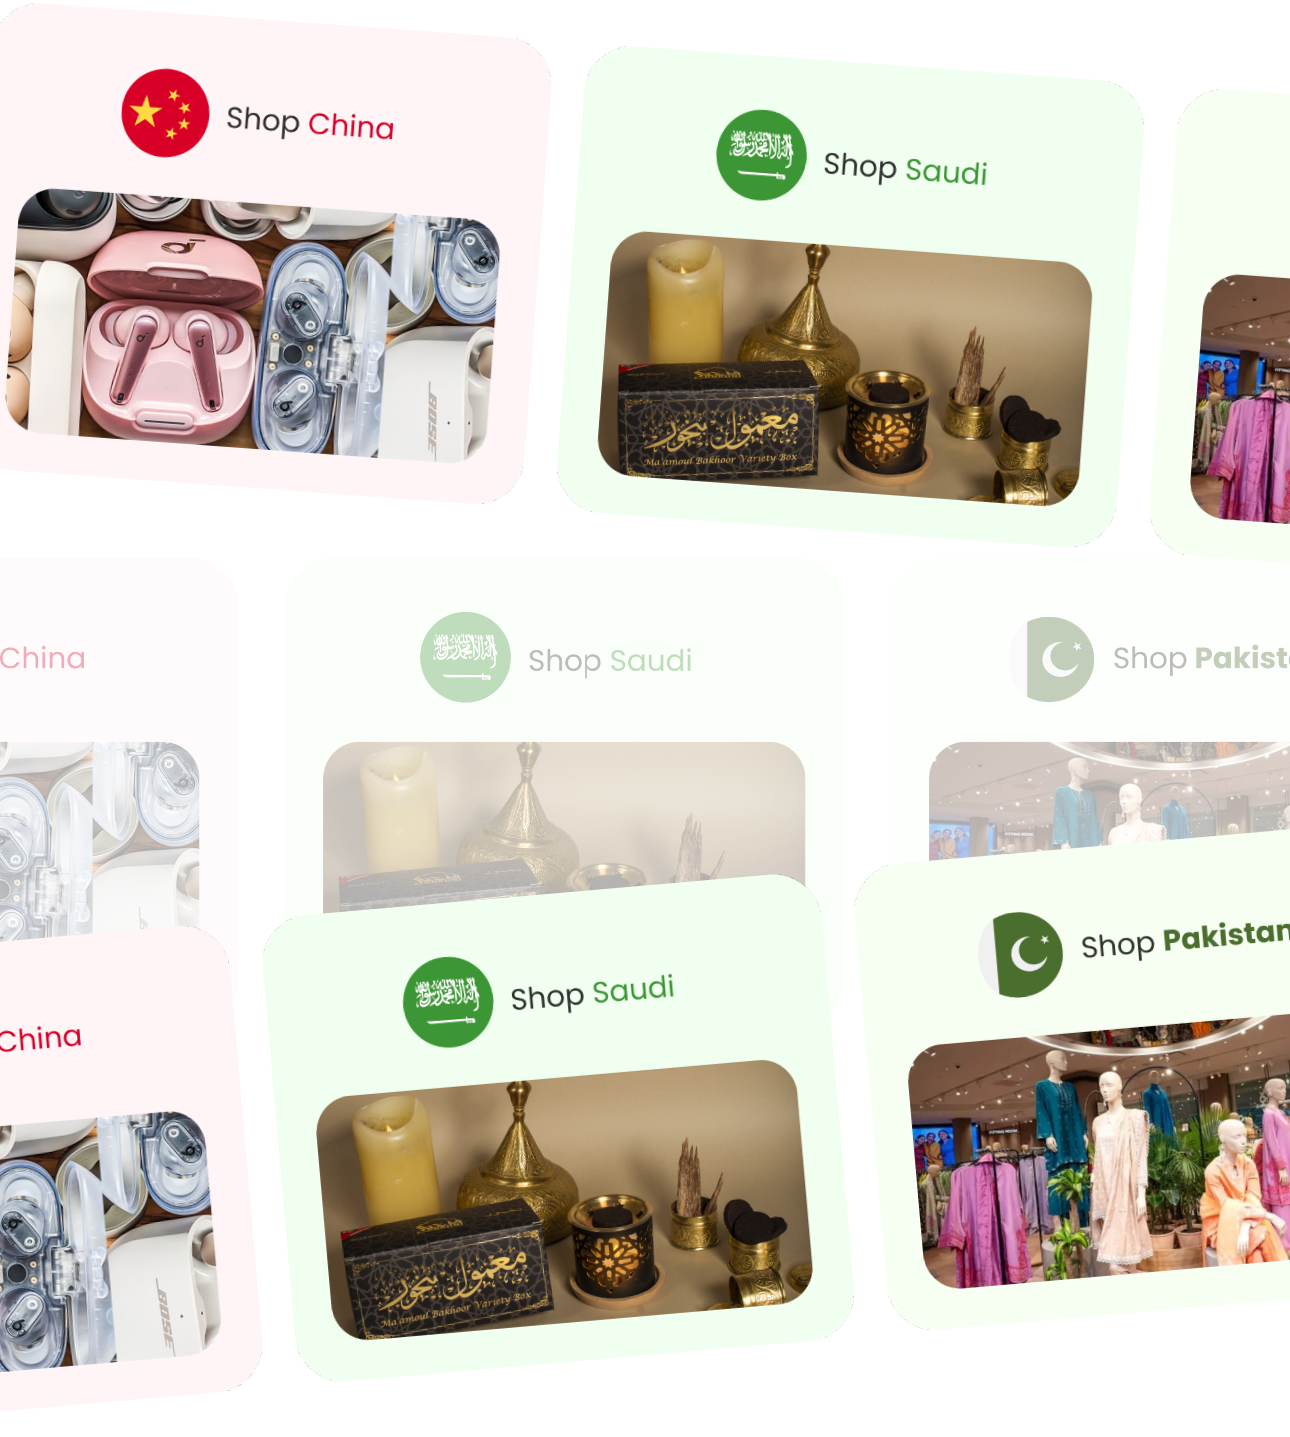 Shop China
Shop Saudi
BOSE
معمول بخور
Ma'amoul Bakhoor Variety Box
China
Shop Saudi
Shop Pakist
Shop Pakistan
Shop Saudi
China
معمول بخور
Ma'amoul Bakhoor Variety Box
BOSE